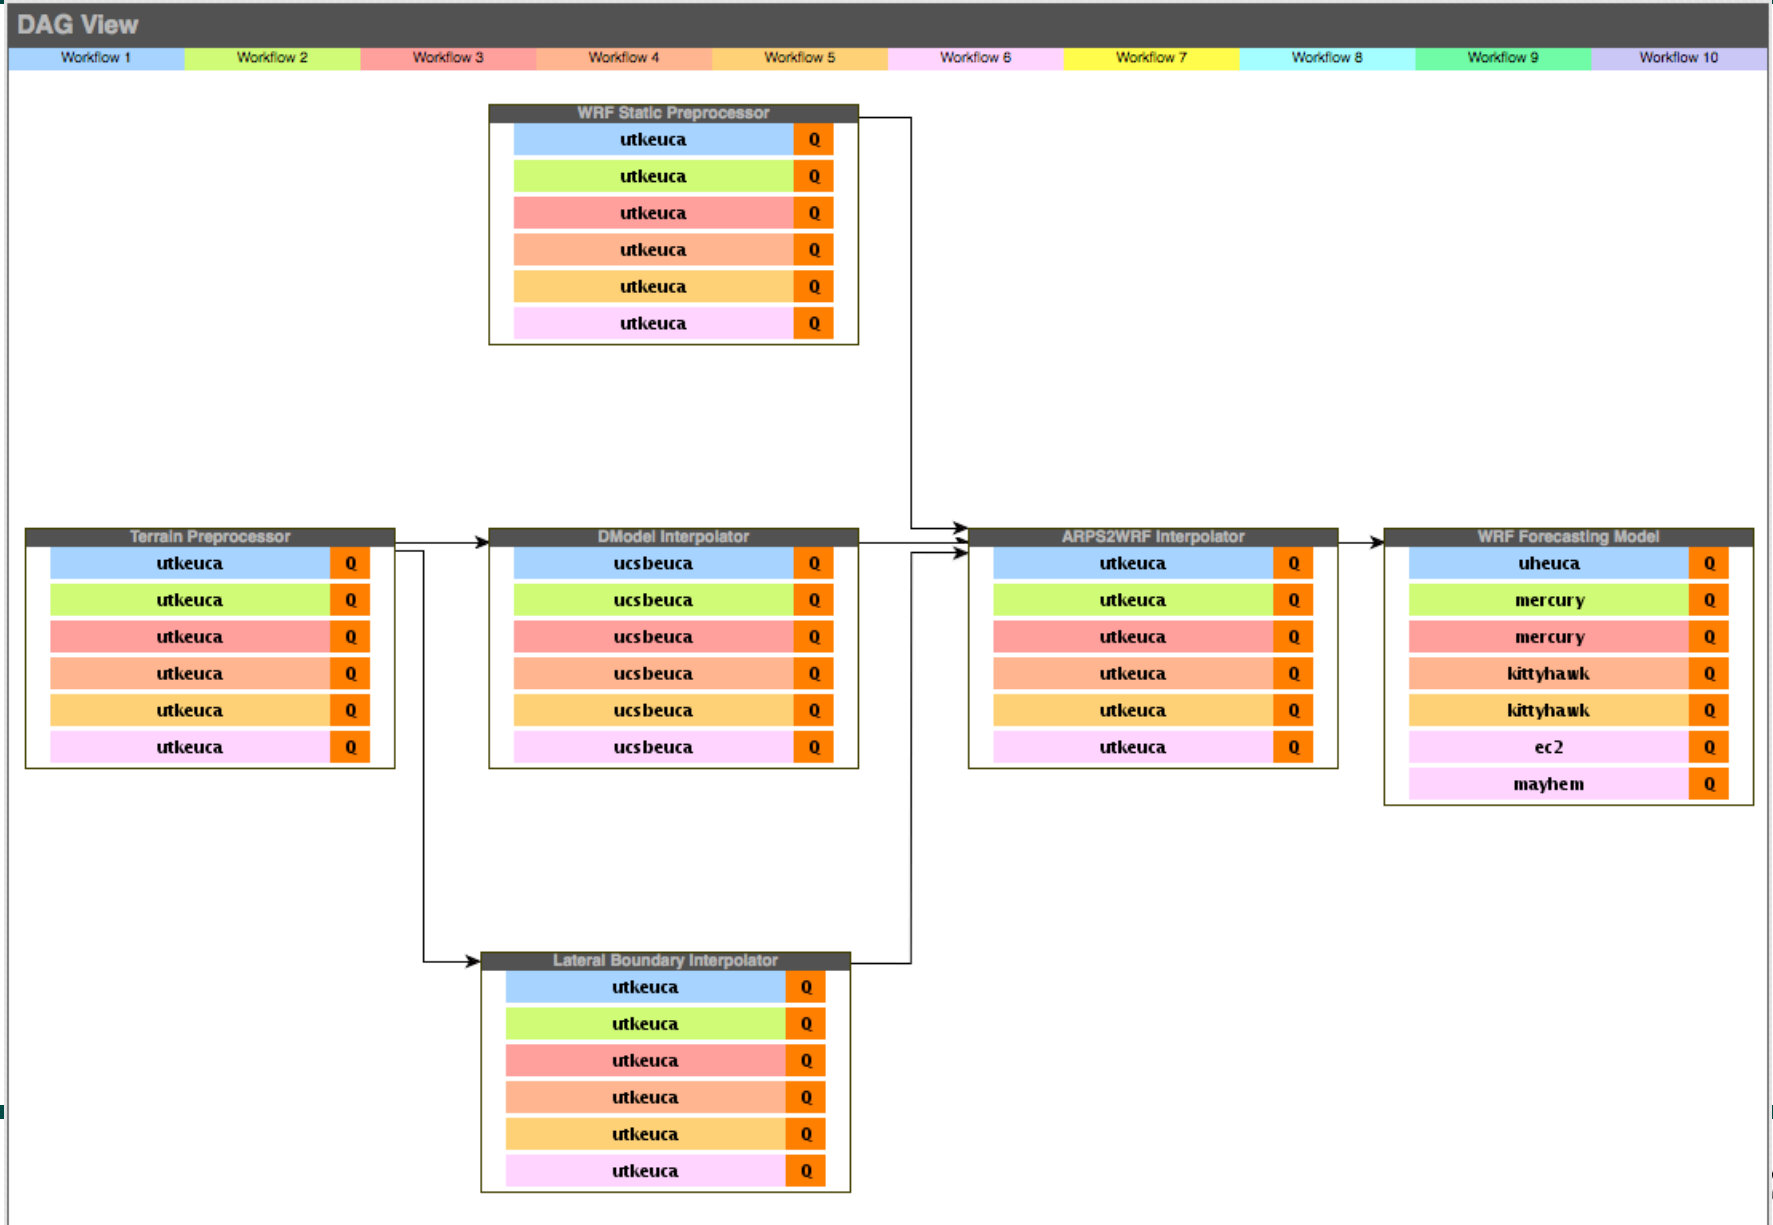 DAG View
Workflow 1 Workflow 2 Workflow 3 Workflow 4 Workflow 5 Workflow 6 Workflow 7 Workflow 8 Workflow 9 Workflow 10
WRF Static Preprocessor
utkeuca Q
utkeuca Q
utkeuca Q
utkeuca Q
utkeuca Q
utkeuca Q
Terrain Preprocessor
utkeuca Q
utkeuca Q
utkeuca Q
utkeuca Q
utkeuca Q
utkeuca Q
DModel Interpolator
ucsbeuca Q
ucsbeuca Q
ucsbeuca Q
ucsbeuca Q
ucsbeuca Q
ucsbeuca Q
ARPS2WRF Interpolator
utkeuca Q
utkeuca Q
utkeuca Q
utkeuca Q
utkeuca Q
utkeuca Q
WRF Forecasting Model
uheuca Q
mercury Q
mercury Q
kittyhawk Q
kittyhawk Q
ec2 Q
mayhem Q
Lateral Boundary Interpolator
utkeuca Q
utkeuca Q
utkeuca Q
utkeuca Q
utkeuca Q
utkeuca Q